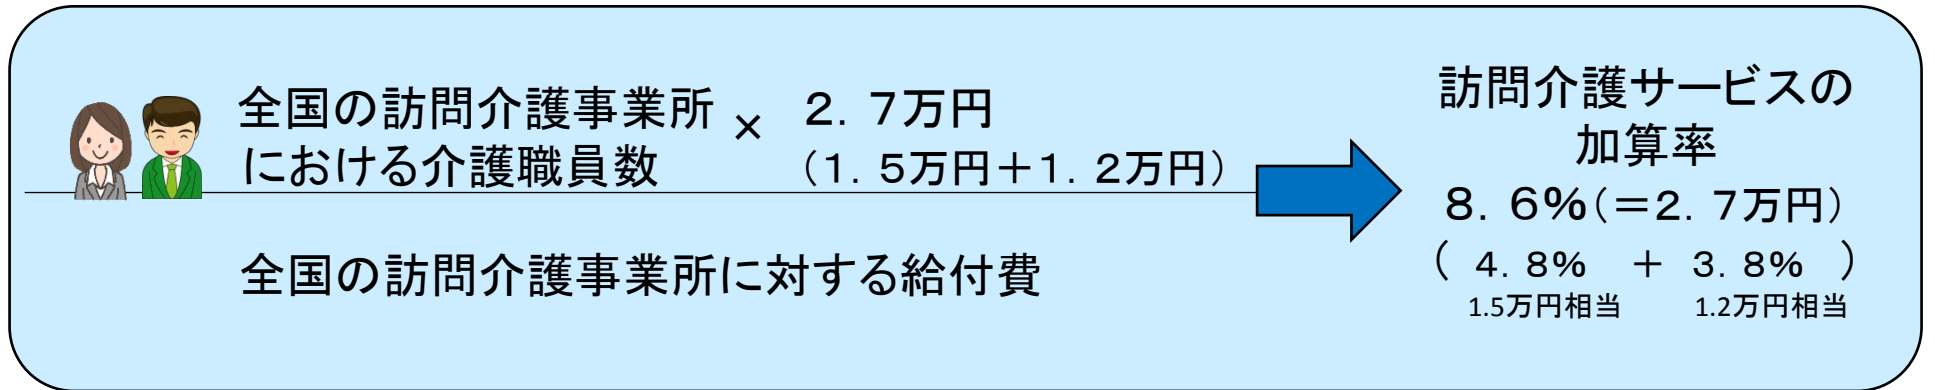 全国の訪問介護事業所
における介護職員数
×
2.7万円
(1.5万円+1.2万円)
全国の訪問介護事業所に対する給付費
訪問介護サービスの
加算率
8.6%(=2.7万円)
( 4.8% + 3.8% )
1.5万円相当 1.2万円相当